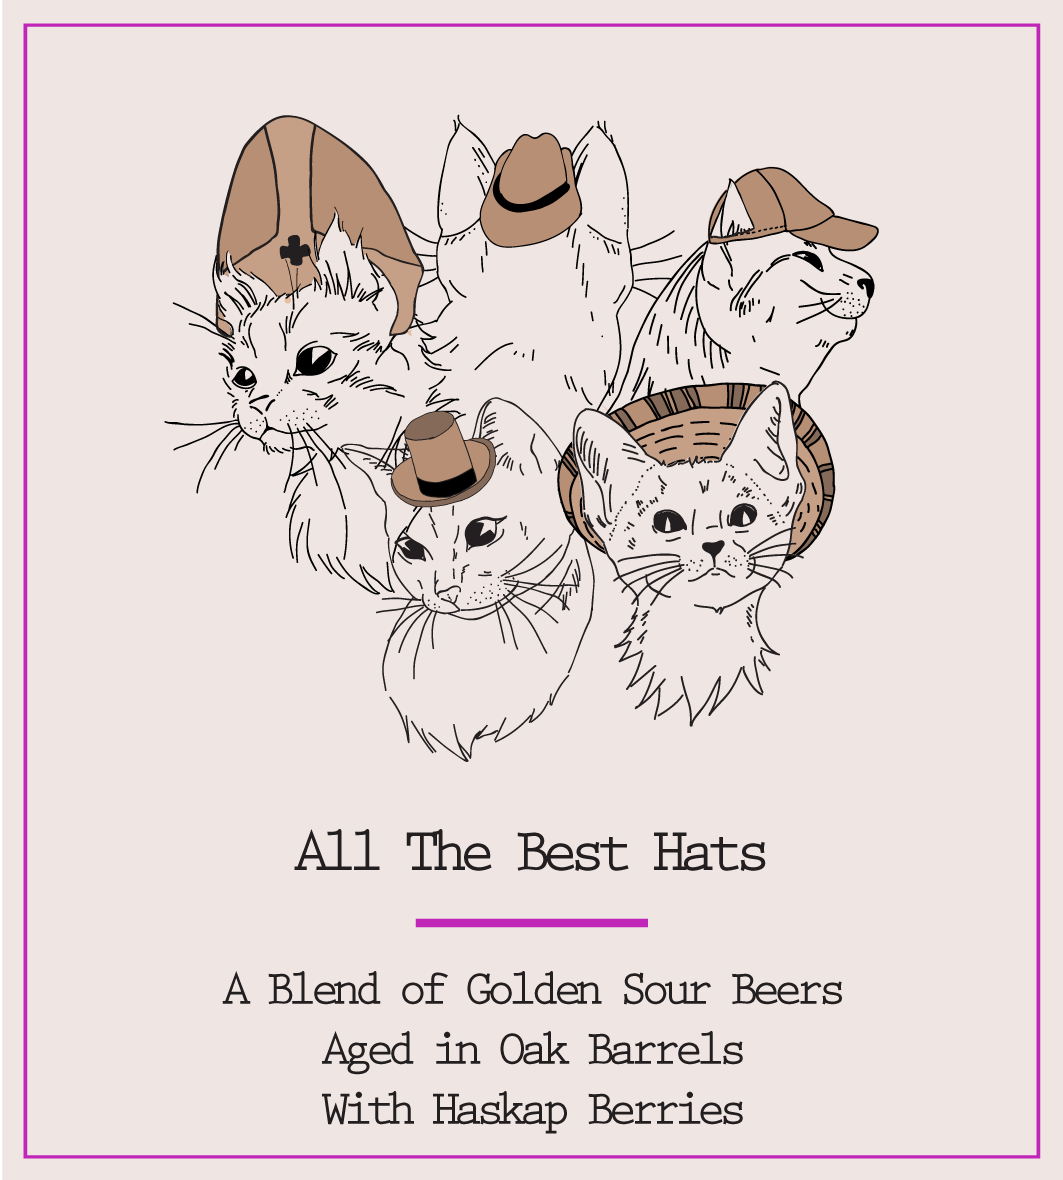 All The Best Hats
A Blend of Golden Sour Beers
Aged in Oak Barrels
With Haskap Berries